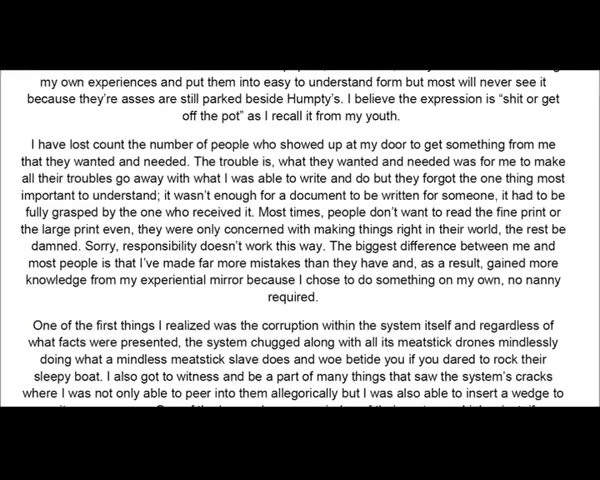 my own experiences and put them into easy to understand form but most will never see it
because they're asses are still parked beside Humpty's. I believe the expression is “shit or get
off the pot” as I recall it from my youth.
I have lost count the number of people who showed up at my door to get something from me
that they wanted and needed. The trouble is, what they wanted and needed was for me to make
all their troubles go away with what I was able to write and do but they forgot the one thing most
important to understand; it wasn't enough for a document to be written for someone, it had to be
fully grasped by the one who received it. Most times, people don't want to read the fine print or
the large print even, they were only concerned with making things right in their world, the rest be
damned. Sorry, responsibility doesn't work this way. The biggest difference between me and
most people is that I've made far more mistakes than they have and, as a result, gained more
knowledge from my experiential mirror because I chose to do something on my own, no nanny
required.
One of the first things I realized was the corruption within the system itself and regardless of
what facts were presented, the system chugged along with all its meatstick drones mindlessly
doing what a mindless meatstick slave does and woe betide you if you dared to rock their
sleepy boat. I also got to witness and be a part of many things that saw the system's cracks
where I was not only able to peer into them allegorically but I was also able to insert a wedge to